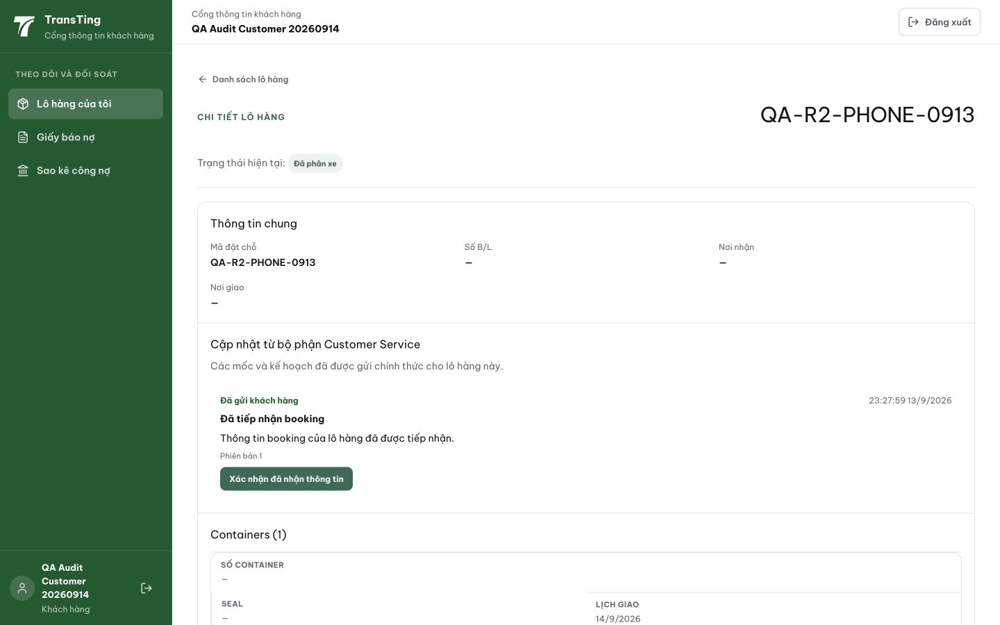 TransTing
Cổng thông tin khách hàng
THEO DÕI VÀ ĐỐI SOÁT
Lô hàng của tôi
Giấy báo nợ
Sao kê công nợ
QA Audit
Customer
20260914
Khách hàng
Cổng thông tin khách hàng
QA Audit Customer 20260914
Đăng xuất
Danh sách lô hàng
CHI TIẾT LÔ HÀNG
QA-R2-PHONE-0913
Trạng thái hiện tại: Đã phân xe
Thông tin chung
Mã đặt chỗ
QA-R2-PHONE-0913
Số B/L
—
Nơi nhận
—
Nơi giao
—
Cập nhật từ bộ phận Customer Service
Các mốc và kế hoạch đã được gửi chính thức cho lô hàng này.
Đã gửi khách hàng
23:27:59 13/9/2026
Đã tiếp nhận booking
Thông tin booking của lô hàng đã được tiếp nhận.
Phiên bản 1
Xác nhận đã nhận thông tin
Containers (1)
SỐ CONTAINER
—
SEAL
—
LỊCH GIAO
14/9/2026